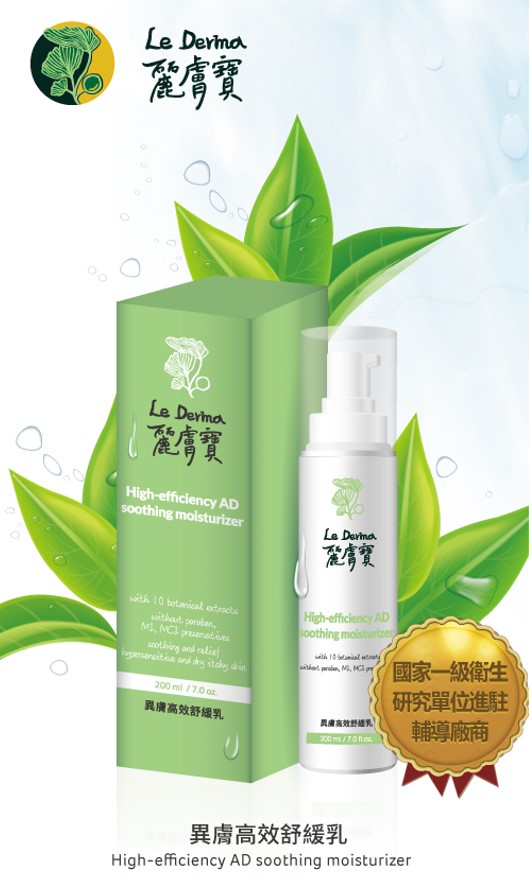 Le Derma
麗膚寶
Le Derma
麗膚寶
High-efficiency AD
soothing moisturizer
with 10 botanical extracts
without paraben,
MI, MCI preservatives
soothing and relief
hypersensitive and dry itchy skin
200 ml / 7.0 oz.
異膚高效舒緩乳
Le Derma
麗膚寶
High-efficiency AD
soothing moisturizer
with 10 botanical
without paraben, MI, MCI
異膚高效舒緩乳
200 ml / 7.0 fl.oz.
國家一級衛生
研究單位進駐
輔導廠商
異膚高效舒緩乳
High-efficiency AD soothing moisturizer